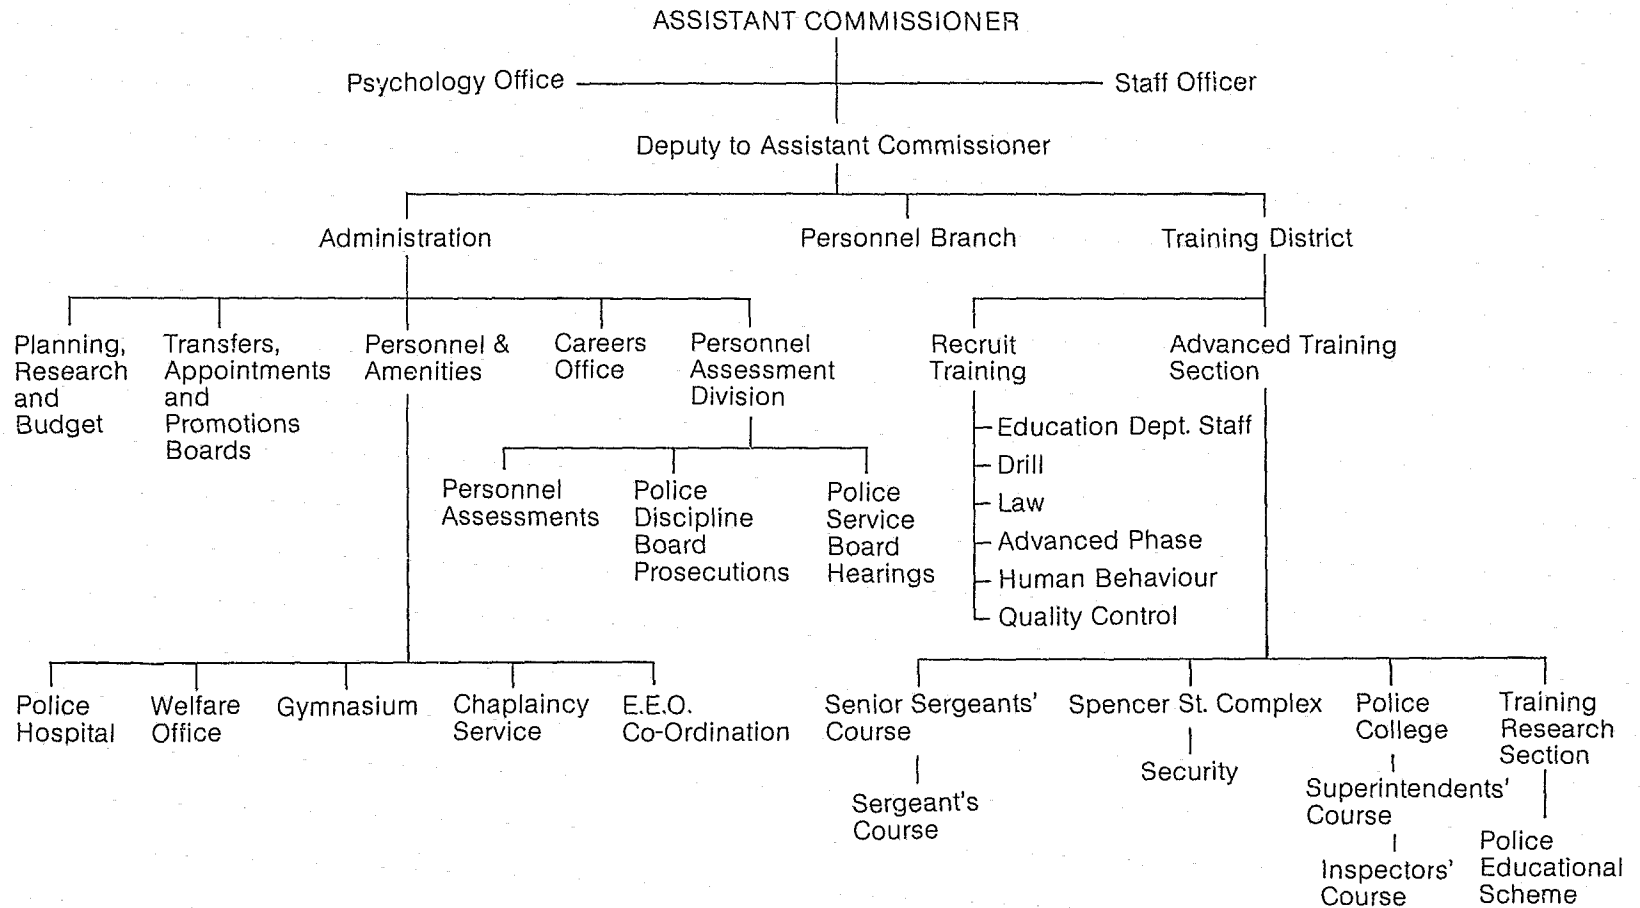 ASSISTANT COMMISSIONER
Psychology Office
Staff Officer
Deputy to Assistant Commissioner
Administration
Personnel Branch
Training District
Planning,
Research
and
Budget
Transfers,
Appointments
and
Promotions
Boards
Personnel &
Amenities
Careers
Office
Personnel
Assessment
Division
Recruit
Training
Advanced Training
Section
Personnel
Assessments
Police
Discipline
Board
Prosecutions
Police
Service
Board
Hearings
Education Dept. Staff
Drill
Law
Advanced Phase
Human Behaviour
Quality Control
Police
Hospital
Welfare
Office
Gymnasium
Chaplaincy
Service
E.E.O.
Co-Ordination
Senior Sergeants'
Course
Sergeant's
Course
Spencer St. Complex
Security
Police
College
Superintendents'
Course
Inspectors'
Course
Training
Research
Section
Police
Educational
Scheme